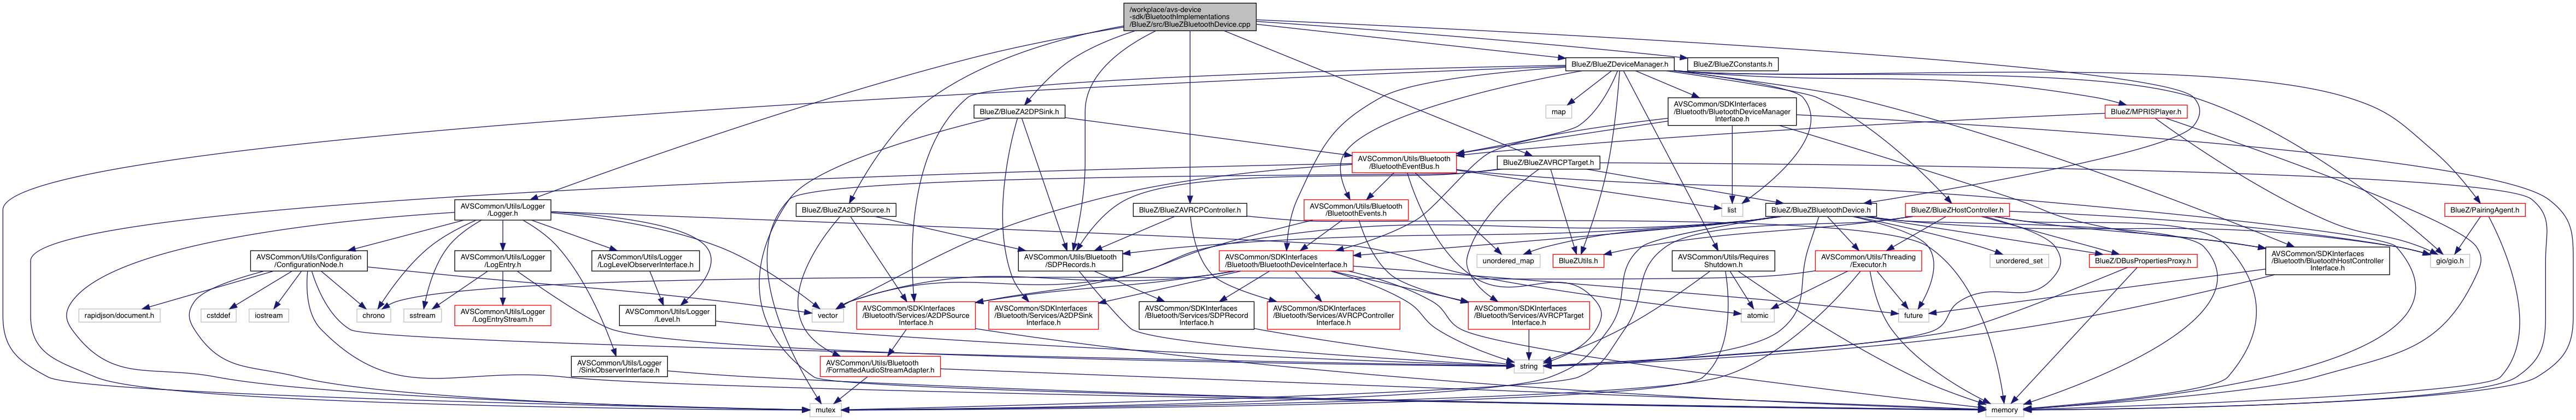 /workplace/avs-device
-sdk/BluetoothImplementations
/BlueZ/src/BlueZBluetoothDevice.cpp
BlueZ/BlueZDeviceManager.h
BlueZ/BlueZConstants.h
BlueZ/BlueZA2DPSink.h
map
AVSCommon/SDKInterfaces
/Bluetooth/BluetoothDeviceManager
Interface.h
BlueZ/MPRISPlayer.h
AVSCommon/Utils/Bluetooth
/BluetoothEventBus.h
BlueZ/BlueZAVRCPTarget.h
AVSCommon/Utils/Logger
/Logger.h
BlueZ/BlueZA2DPSource.h
BlueZ/BlueZAVRCPController.h
AVSCommon/Utils/Bluetooth
/BluetoothEvents.h
list
BlueZ/BlueZBluetoothDevice.h
BlueZ/BlueZHostController.h
BlueZ/PairingAgent.h
AVSCommon/Utils/Configuration
/ConfigurationNode.h
AVSCommon/Utils/Logger
/LogEntry.h
AVSCommon/Utils/Logger
/LogLevelObserverInterface.h
AVSCommon/Utils/Bluetooth
/SDPRecords.h
AVSCommon/SDKInterfaces
/Bluetooth/BluetoothDeviceInterface.h
unordered_map
BlueZUtils.h
AVSCommon/Utils/Requires
Shutdown.h
AVSCommon/Utils/Threading
/Executor.h
unordered_set
BlueZ/DBusPropertiesProxy.h
AVSCommon/SDKInterfaces
/Bluetooth/BluetoothHostController
Interface.h
gio/gio.h
rapidjson/document.h
cstddef
iostream
chrono
sstream
AVSCommon/Utils/Logger
/LogEntryStream.h
AVSCommon/Utils/Logger
/Level.h
vector
AVSCommon/SDKInterfaces
/Bluetooth/Services/A2DPSource
Interface.h
AVSCommon/SDKInterfaces
/Bluetooth/Services/A2DPSink
Interface.h
AVSCommon/SDKInterfaces
/Bluetooth/Services/SDPRecord
Interface.h
AVSCommon/SDKInterfaces
/Bluetooth/Services/AVRCPController
Interface.h
AVSCommon/SDKInterfaces
/Bluetooth/Services/AVRCPTarget
Interface.h
atomic
future
AVSCommon/Utils/Logger
/SinkObserverInterface.h
AVSCommon/Utils/Bluetooth
/FormattedAudioStreamAdapter.h
string
mutex
memory